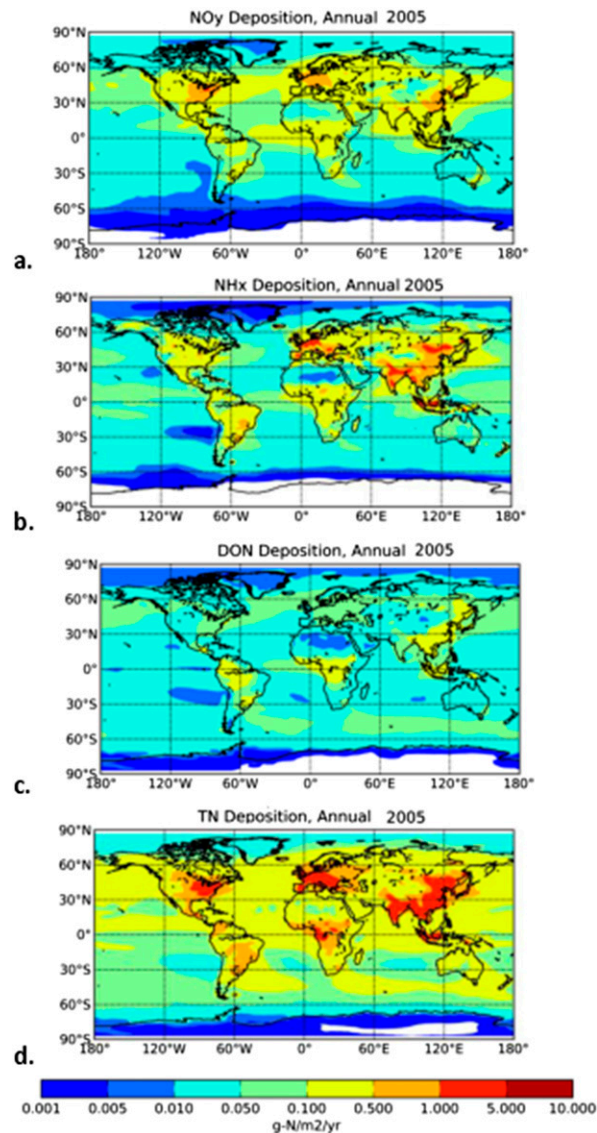 NOy Deposition, Annual 2005
90°N
60°N
30°N
0°
30°S
60°S
90°S
180° 120°W 60°W 0° 60°E 120°E 180°
a.
NHx Deposition, Annual 2005
90°N
60°N
30°N
0°
30°S
60°S
90°S
180° 120°W 60°W 0° 60°E 120°E 180°
b.
DON Deposition, Annual 2005
90°N
60°N
30°N
0°
30°S
60°S
90°S
180° 120°W 60°W 0° 60°E 120°E 180°
c.
TN Deposition, Annual 2005
90°N
60°N
30°N
0°
30°S
60°S
90°S
180° 120°W 60°W 0° 60°E 120°E 180°
d.
0.001 0.005 0.010 0.050 0.100 0.500 1.000 5.000 10.000
g-N/m2/yr